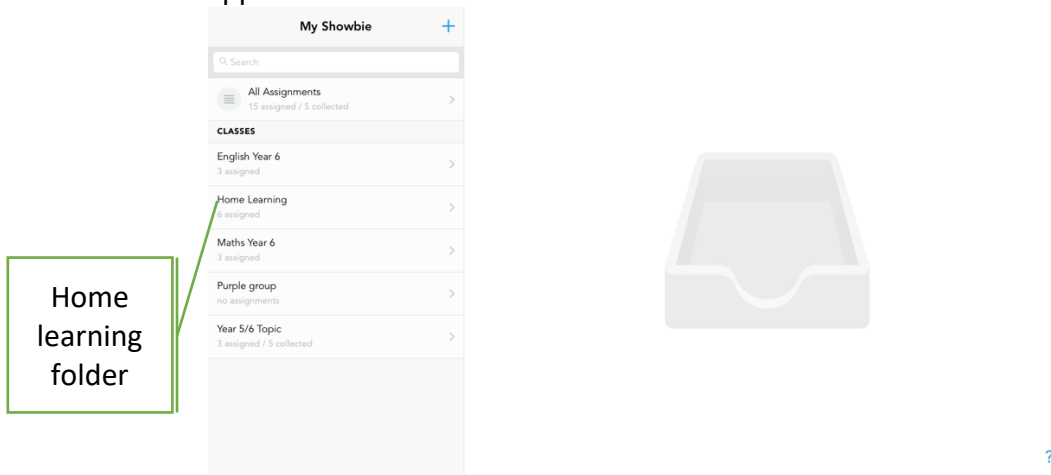 My Showbie
+
Search
All Assignments
15 assigned / 5 collected
CLASSES
English Year 6
3 assigned
Home Learning
6 assigned
Maths Year 6
3 assigned
Purple group
no assignments
Year 5/6 Topic
3 assigned / 5 collected
Home
learning
folder
?